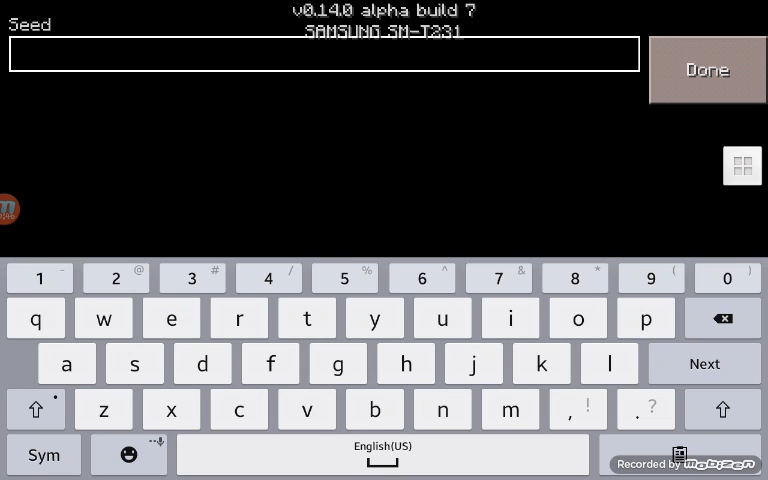 v0.14.0 alpha build 7
SAMSUNG SM-T231
Seed
Done
1 - 2 @ 3 # 4 / 5 % 6 ^ 7 & 8 * 9 ( 0 )
q w e r t y u i o p
a s d f g h j k l Next
z x c v b n m , ! . ?
Sym English(US)
Recorded by mobizen